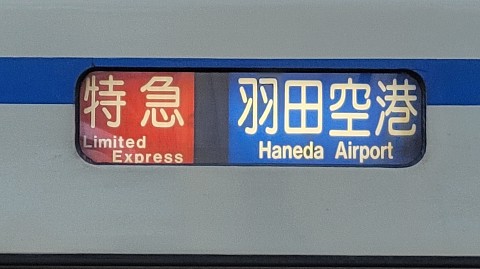 特急
Limited
Express
羽田空港
Haneda Airport